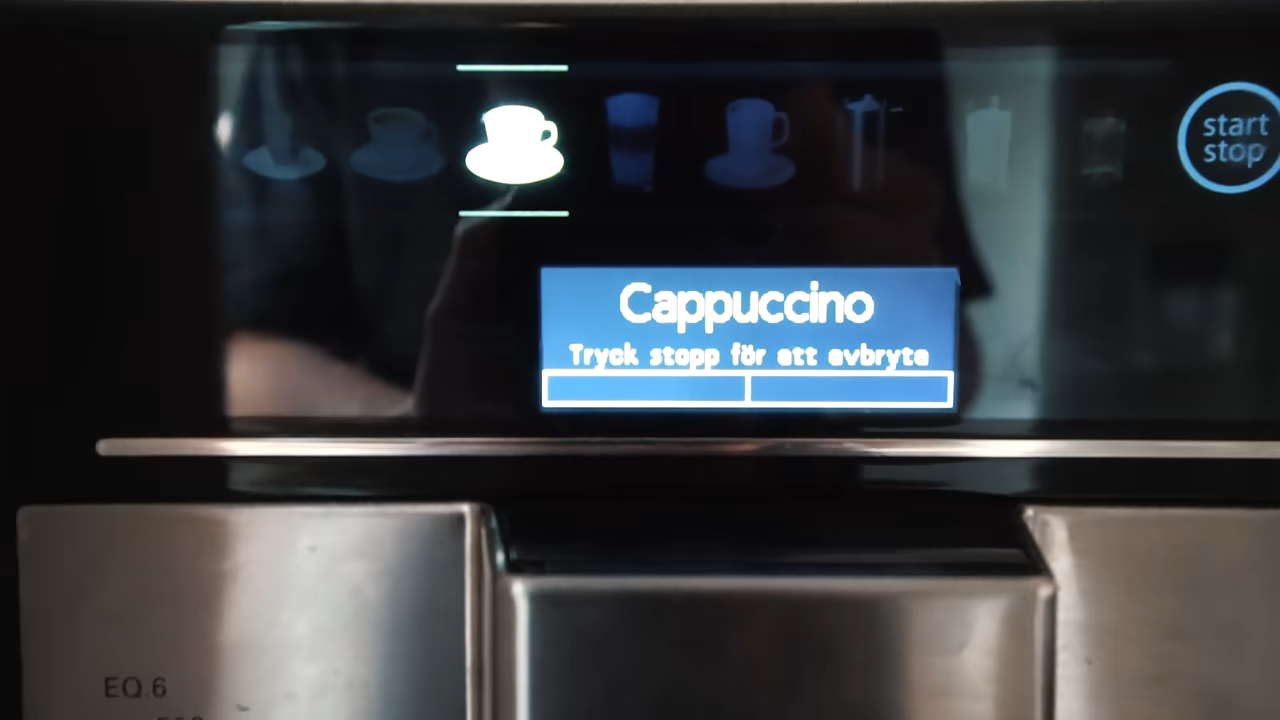 start
stop
Cappuccino
Tryck stopp för att avbryta
EQ.6